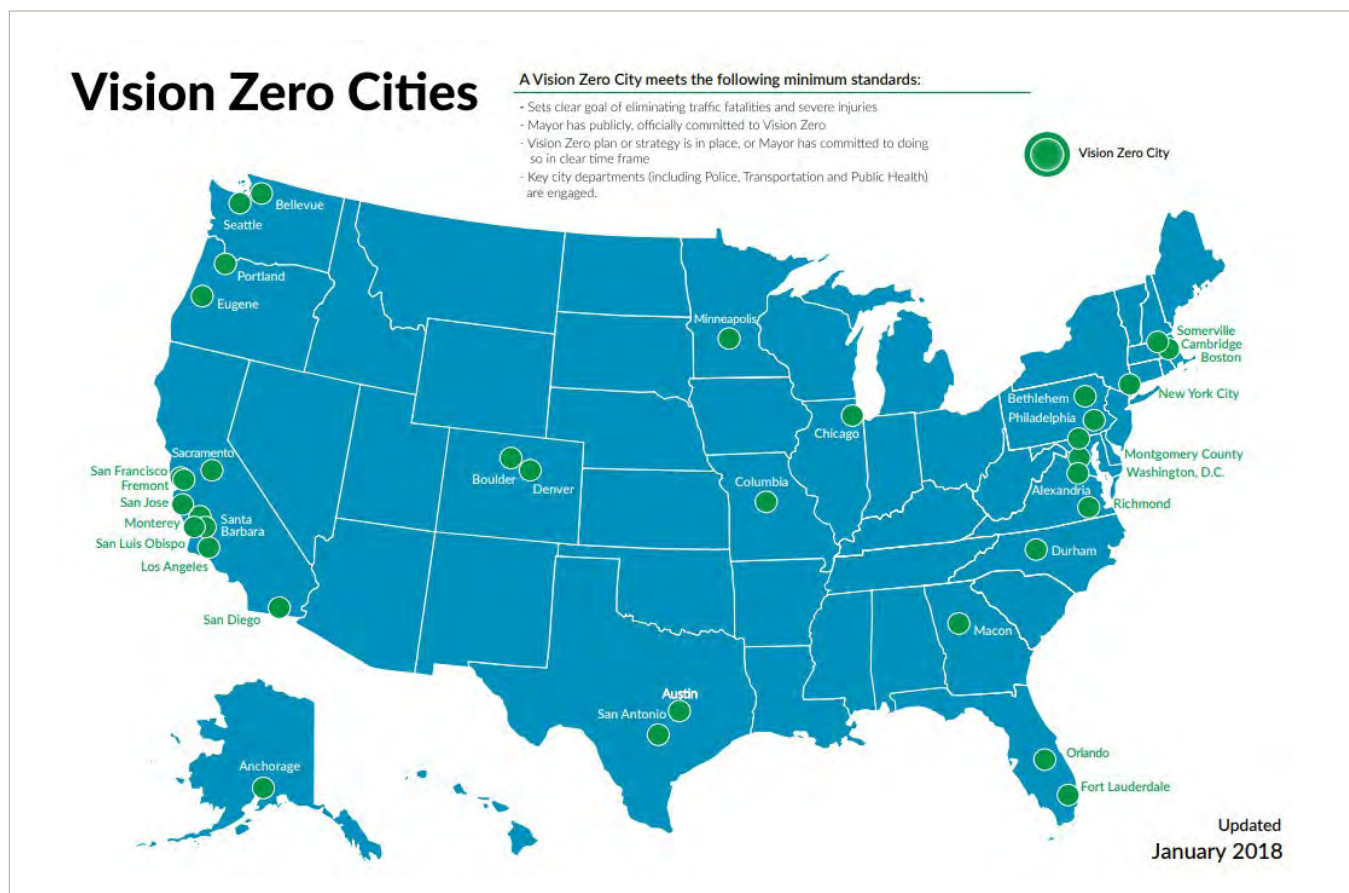 Vision Zero Cities
A Vision Zero City meets the following minimum standards:
- Sets clear goal of eliminating traffic fatalities and severe injuries
- Mayor has publicly, officially committed to Vision Zero
- Vision Zero plan or strategy is in place, or Mayor has committed to doing
so in clear time frame
- Key city departments (including Police, Transportation and Public Health)
are engaged.
Vision Zero City
Bellevue
Seattle
Portland
Eugene
Minneapolis
Somerville
Cambridge
Boston
New York City
Bethlehem
Philadelphia
Chicago
Sacramento
San Francisco
Fremont
San Jose
Monterey
Santa
Barbara
San Luis Obispo
Los Angeles
San Diego
Boulder
Denver
Columbia
Montgomery County
Washington, D.C.
Alexandria
Richmond
Durham
Macon
Austin
San Antonio
Orlando
Fort Lauderdale
Anchorage
Updated
January 2018